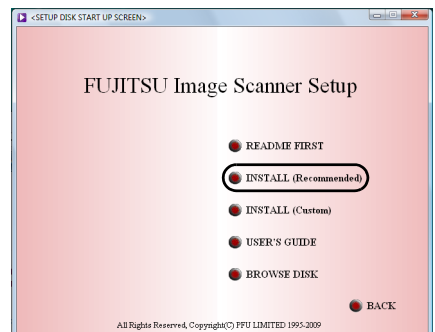 <SETUP DISK START UP SCREEN>
FUJITSU Image Scanner Setup
README FIRST
INSTALL (Recommended)
INSTALL (Custom)
USER'S GUIDE
BROWSE DISK
BACK
All Rights Reserved, Copyright(C) PFU LIMITED 1995-2009